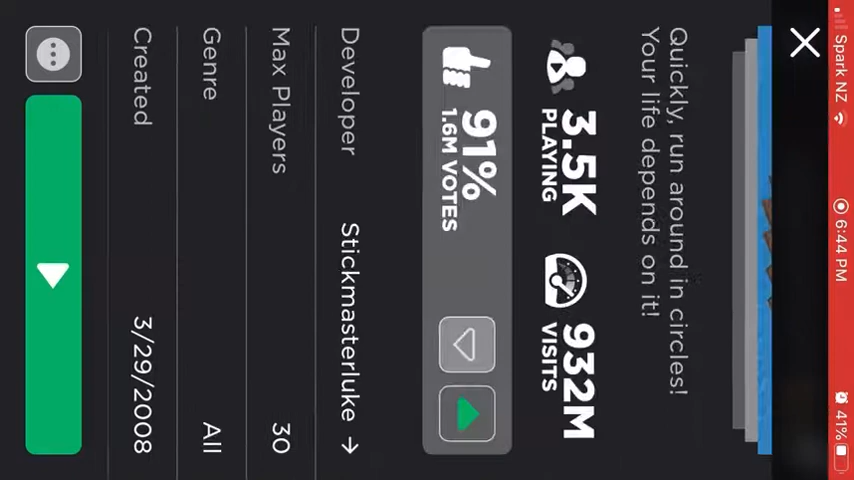 Spark NZ 6:44 PM 41%
Quickly, run around in circles!
Your life depends on it!
3.5K 932M
PLAYING VISITS
91%
1.6M VOTES
Developer Stickmasterluke →
Max Players 30
Genre All
Created 3/29/2008